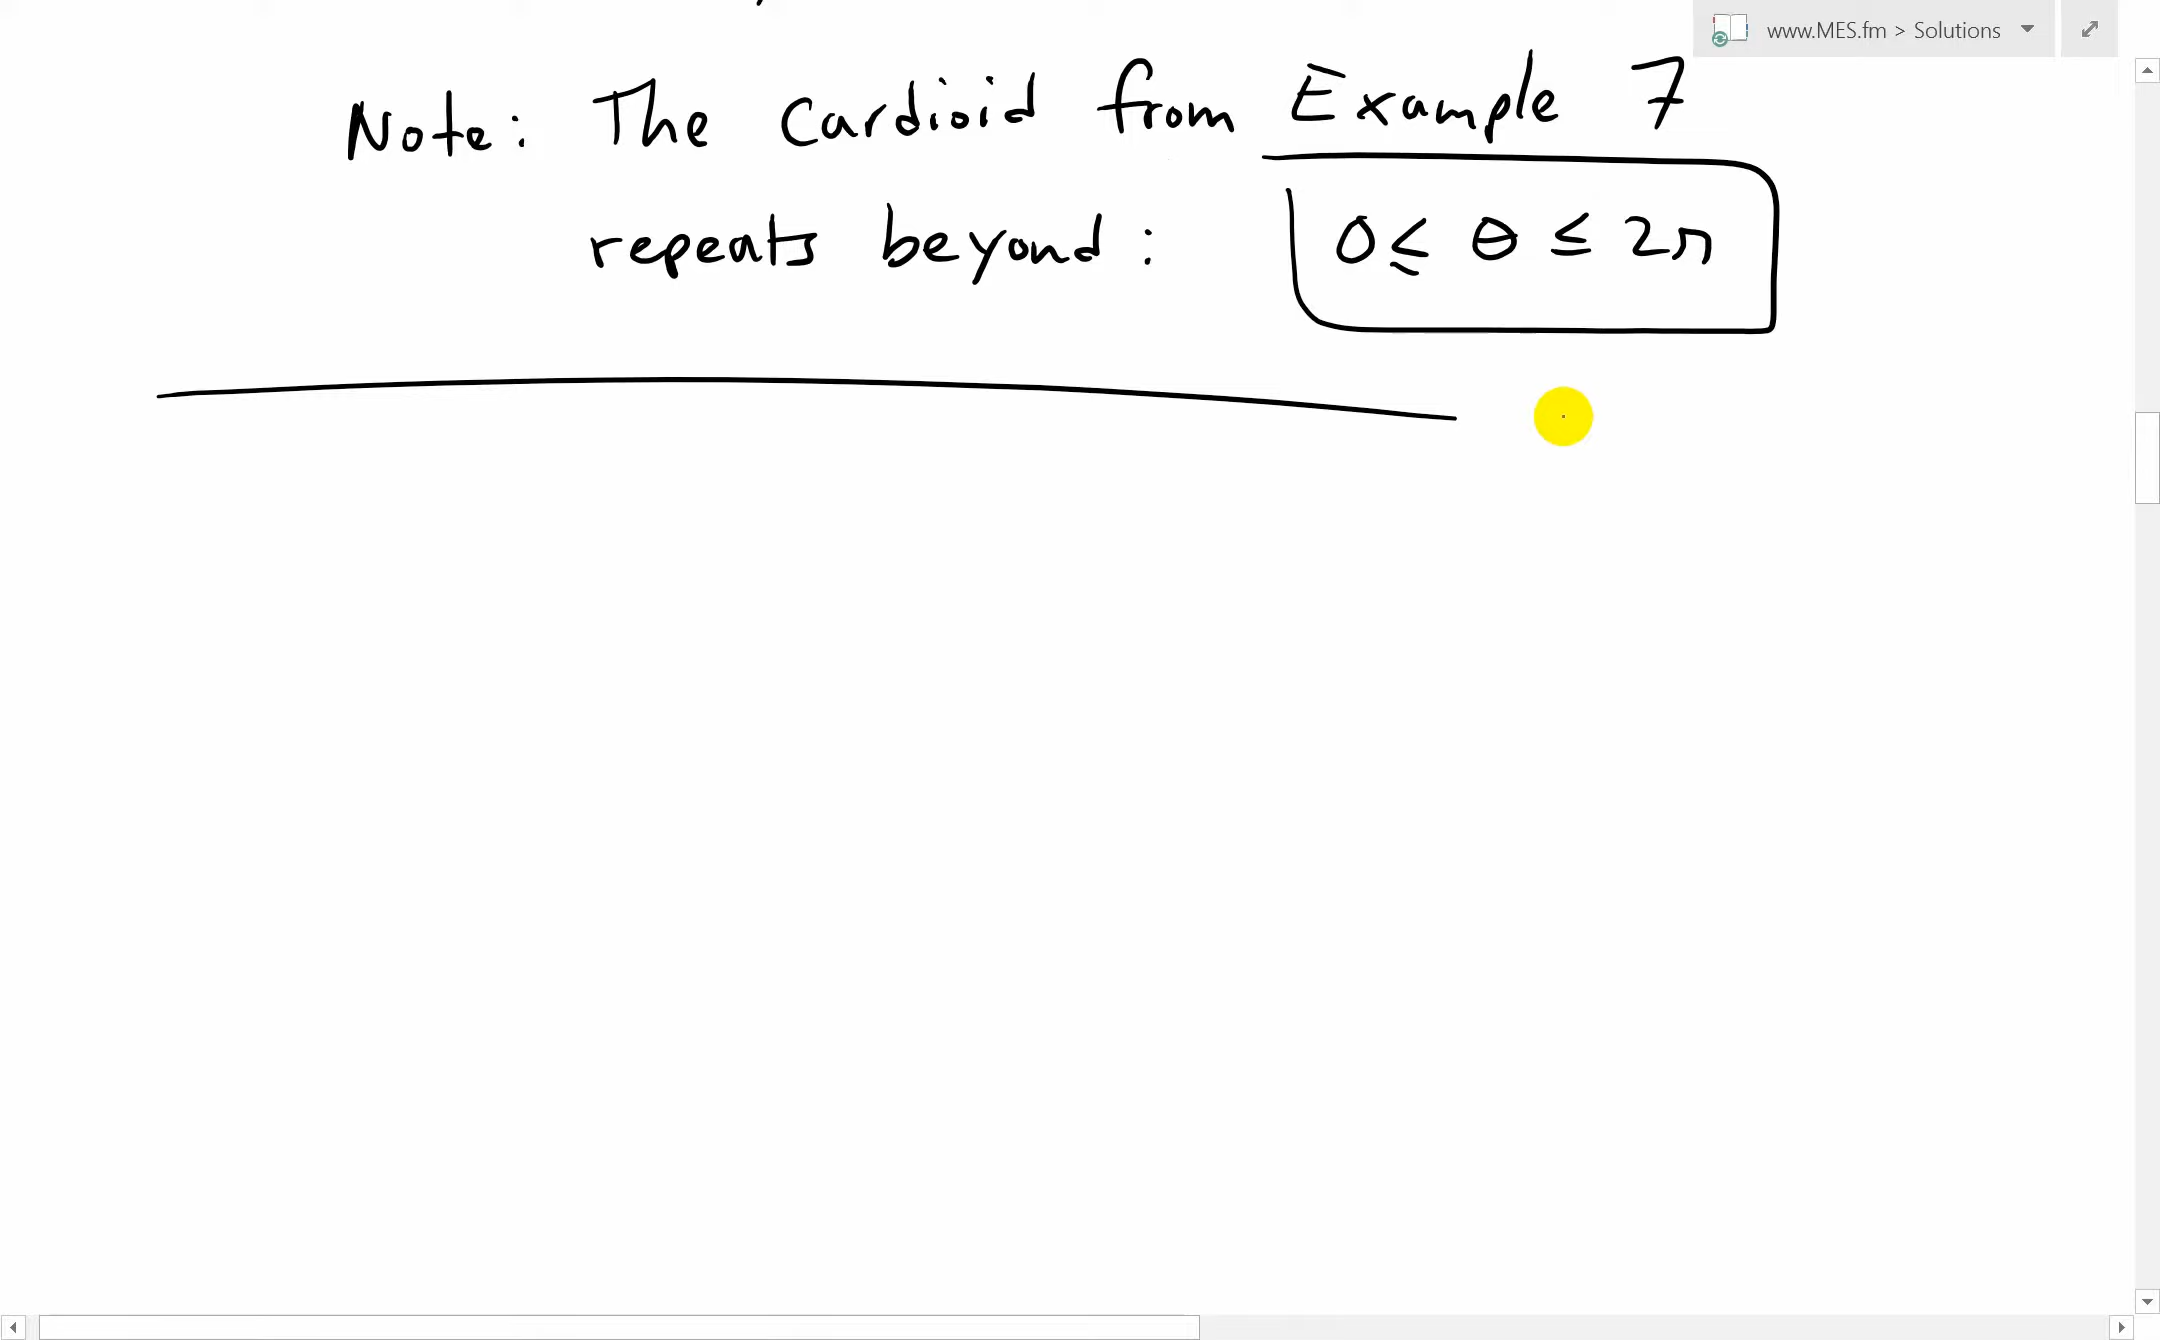 www.MES.fm > Solutions
Note: The Cardioid from Example 7
repeats beyond: 0 ≤ θ ≤ 2π